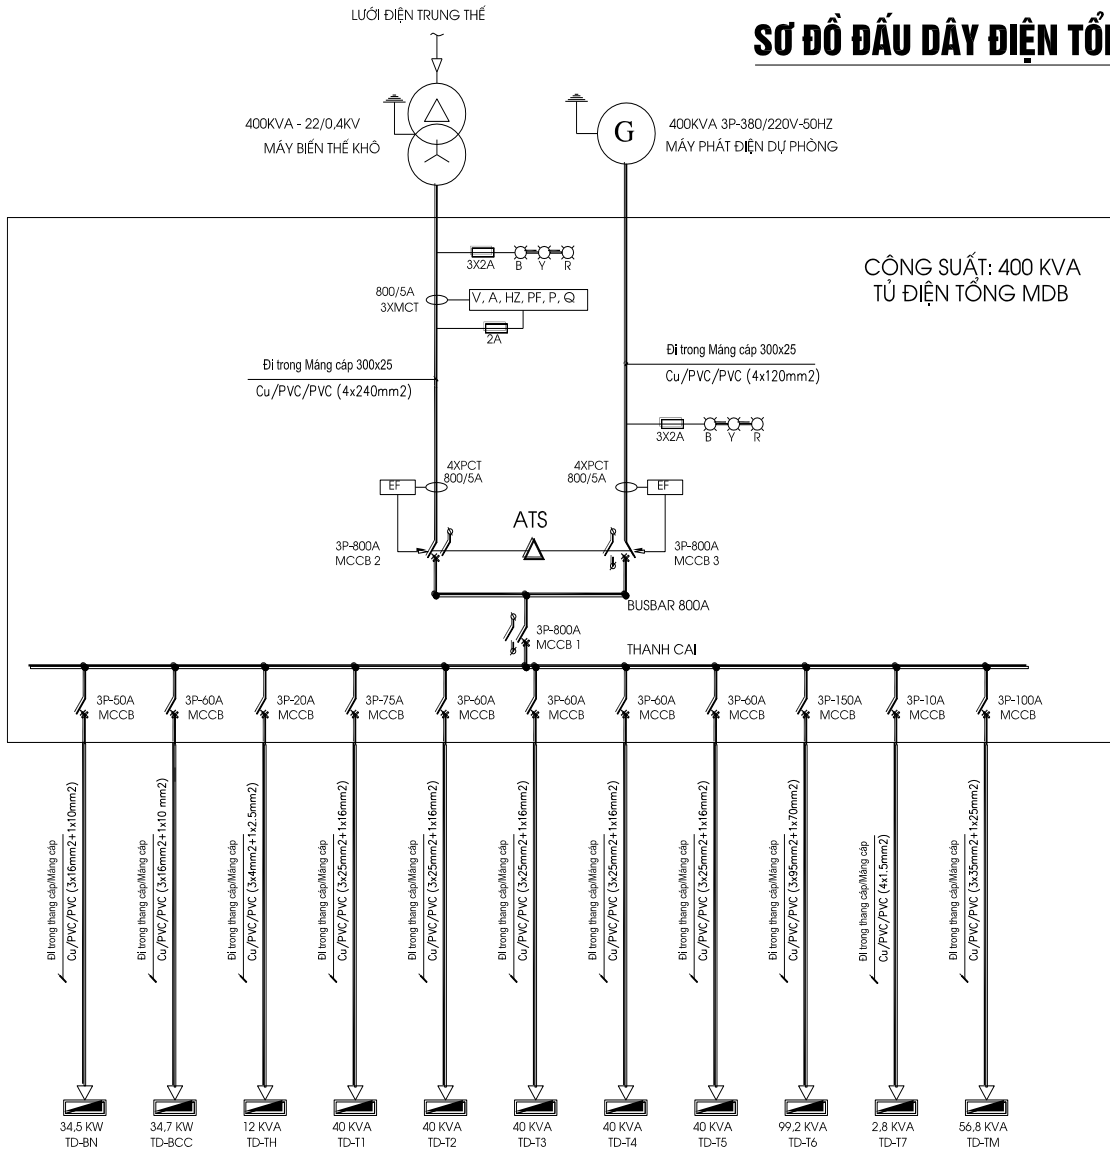 LƯỚI ĐIỆN TRUNG THẾ
SƠ ĐỒ ĐẤU DÂY ĐIỆN
400KVA - 22/0,4KV
MÁY BIẾN THẾ KHÔ
G
400KVA 3P-380/220V-50HZ
MÁY PHÁT ĐIỆN DỰ PHÒNG
3X2A B Y R
CÔNG SUẤT: 400 KVA
TỦ ĐIỆN TỔNG MDB
800/5A
3XMCT
V, A, HZ, PF, P, Q
2A
Đi trong Máng cáp 300x25
Cu/PVC/PVC (4x240mm2)
Đi trong Máng cáp 300x25
Cu/PVC/PVC (4x120mm2)
3X2A B Y R
4XPCT
800/5A
EF
4XPCT
800/5A
EF
ATS
3P-800A
MCCB 2
3P-800A
MCCB 3
BUSBAR 800A
3P-800A
MCCB 1
THANH CAI
3P-50A
MCCB
3P-60A
MCCB
3P-20A
MCCB
3P-75A
MCCB
3P-60A
MCCB
3P-60A
MCCB
3P-60A
MCCB
3P-60A
MCCB
3P-150A
MCCB
3P-10A
MCCB
3P-100A
MCCB
Đi trong thang cáp/Máng cáp
Cu/PVC/PVC (3x16mm2+1x10mm2)
Đi trong thang cáp/Máng cáp
Cu/PVC/PVC (3x16mm2+1x10 mm2)
Đi trong thang cáp/Máng cáp
Cu/PVC/PVC (3x4mm2+1x2.5mm2)
Đi trong thang cáp/Máng cáp
Cu/PVC/PVC (3x25mm2+1x16mm2)
Đi trong thang cáp/Máng cáp
Cu/PVC/PVC (3x25mm2+1x16mm2)
Đi trong thang cáp/Máng cáp
Cu/PVC/PVC (3x25mm2+1x16mm2)
Đi trong thang cáp/Máng cáp
Cu/PVC/PVC (3x25mm2+1x16mm2)
Đi trong thang cáp/Máng cáp
Cu/PVC/PVC (3x25mm2+1x16mm2)
Đi trong thang cáp/Máng cáp
Cu/PVC/PVC (3x95mm2+1x70mm2)
Đi trong thang cáp/Máng cáp
Cu/PVC/PVC (4x1.5mm2)
Đi trong thang cáp/Máng cáp
Cu/PVC/PVC (3x35mm2+1x25mm2)
34,5 KW
TD-BN
34,7 KW
TD-BCC
12 KVA
TD-TH
40 KVA
TD-T1
40 KVA
TD-T2
40 KVA
TD-T3
40 KVA
TD-T4
40 KVA
TD-T5
99,2 KVA
TD-T6
2,8 KVA
TD-T7
56,8 KVA
TD-TM